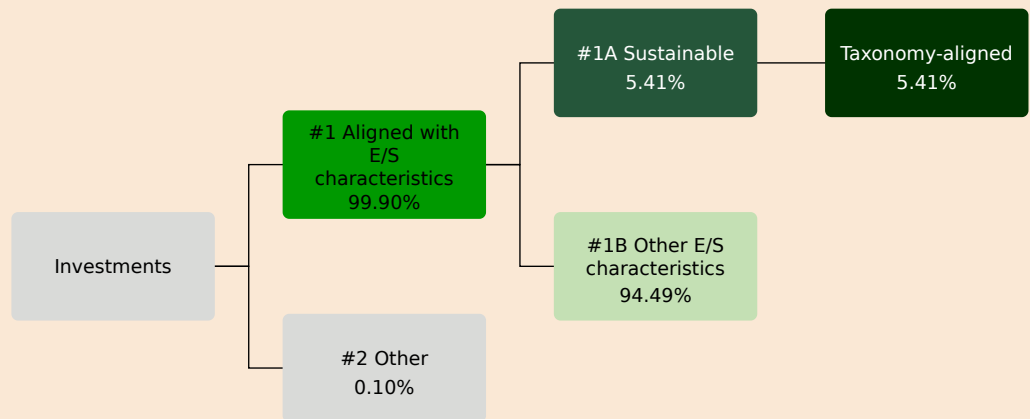 #1A Sustainable
5.41%
Taxonomy-aligned
5.41%
#1 Aligned with
E/S
characteristics
99.90%
Investments
#1B Other E/S
characteristics
94.49%
#2 Other
0.10%